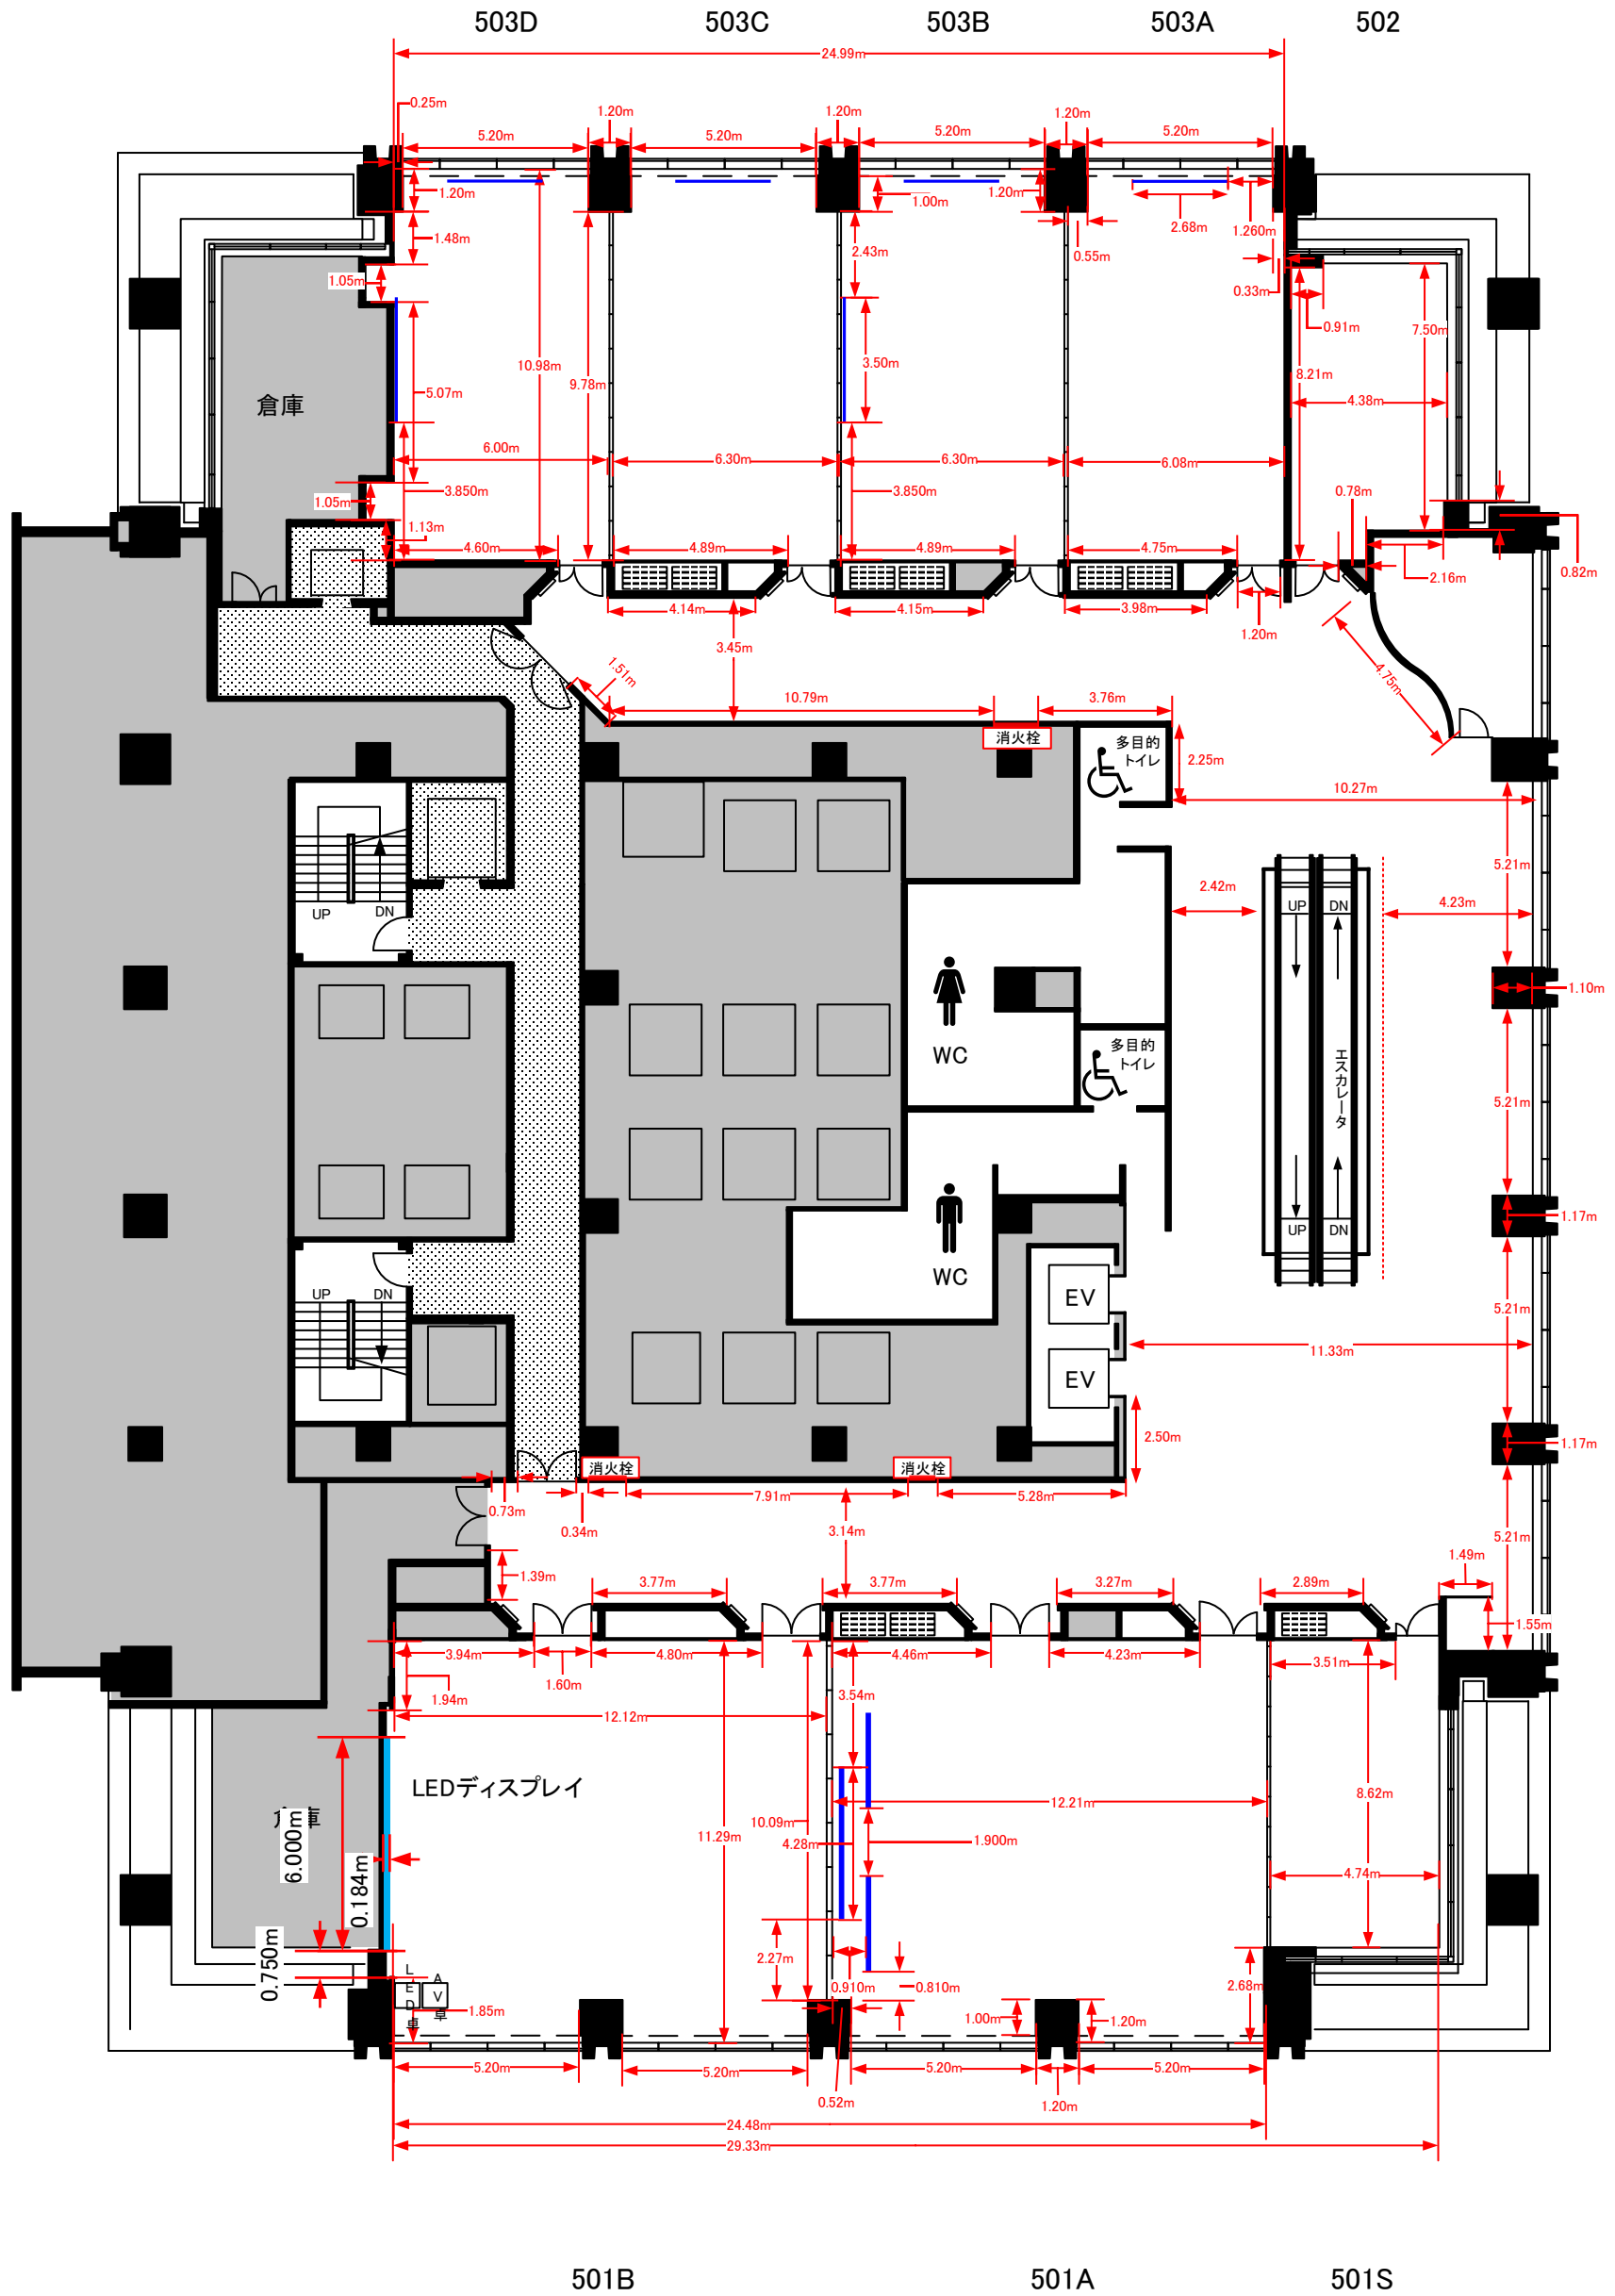 503D 503C 503B 503A 502
24.99m
0.25m
1.20m 1.20m 1.20m
5.20m 5.20m 5.20m 5.20m
1.20m 1.00m 1.20m
2.68m 1.260m
1.48m 2.43m 0.55m
1.05m 0.33m
0.91m 7.50m
10.98m 9.78m 3.50m 8.21m
5.07m 4.38m
倉庫
6.00m 6.30m 6.30m 6.08m
3.850m 3.850m 0.78m
1.05m
1.13m
4.60m 4.89m 4.89m 4.75m
2.16m 0.82m
4.14m 4.15m 3.98m
1.20m
3.45m
1.51m 4.75m
10.79m 3.76m
消火栓
多目的
トイレ
2.25m
10.27m
5.21m
UP DN
2.42m
UP DN
4.23m
1.10m
WC
多目的
トイレ
エスカレータ
5.21m
1.17m
UP DN
WC
UP DN
EV
5.21m
11.33m
EV
2.50m
1.17m
消火栓 消火栓
0.73m
7.91m 5.28m
0.34m
3.14m
5.21m
1.49m
1.39m
3.77m 3.77m 3.27m 2.89m
1.55m
3.94m 4.80m 4.46m 4.23m 3.51m
1.60m
1.94m
3.54m
12.12m
LEDディスプレイ
倉庫
6.000m
0.184m
0.750m
12.21m
8.62m
10.09m
11.29m
4.28m
1.900m
4.74m
2.27m
0.910m 0.810m
2.68m
LED卓
AV卓
1.85m
1.00m 1.20m
5.20m 5.20m 5.20m 5.20m
0.52m
1.20m
24.48m
29.33m
501B 501A 501S